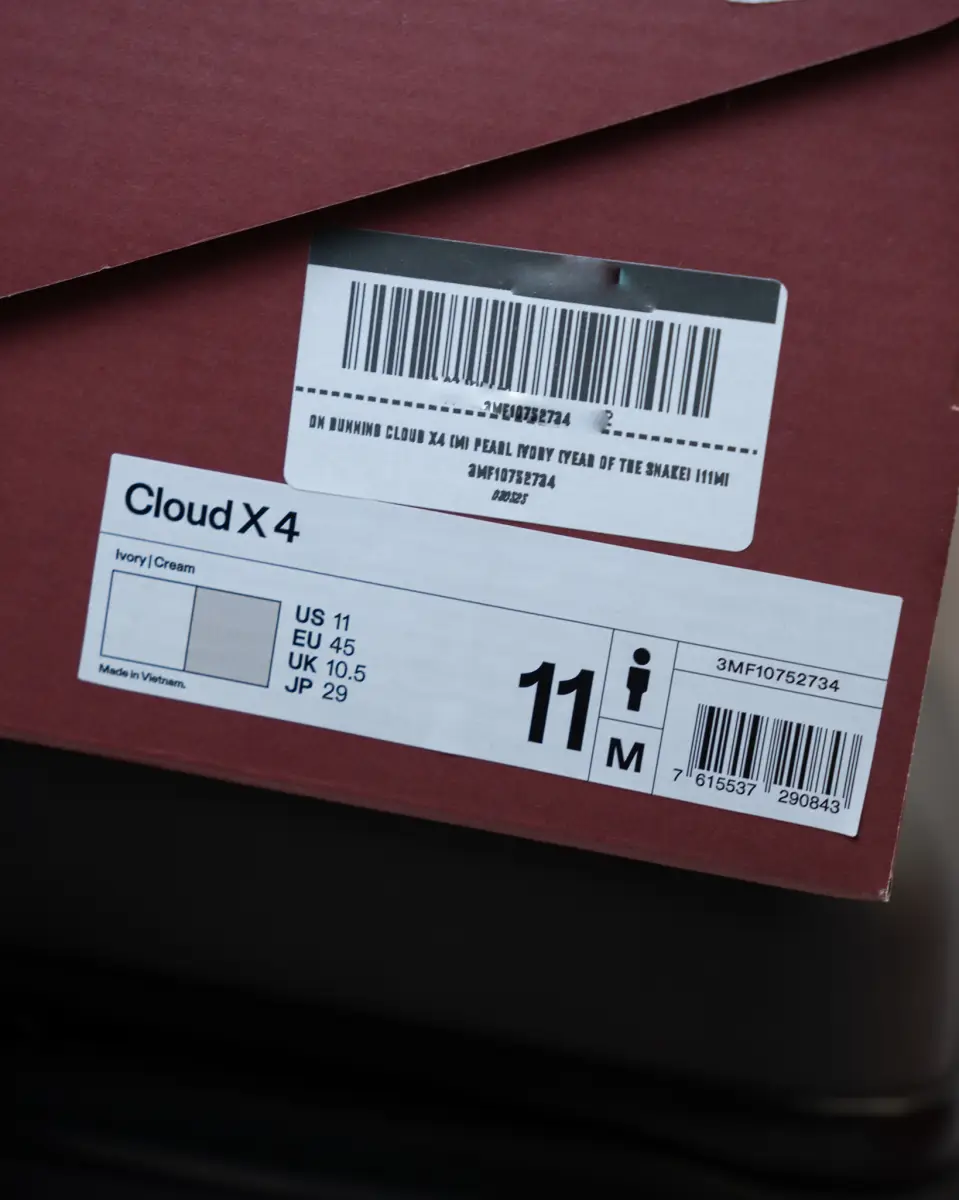 3MF10752734
ON RUNNING CLOUD X4 (M) PEARL IVORY (YEAR OF THE SNAKE) (11M)
3MF10752734
030525
Cloud X 4
Ivory | Cream
US 11
EU 45
UK 10.5
JP 29
Made in Vietnam.
11
M
3MF10752734
7 615537 290843